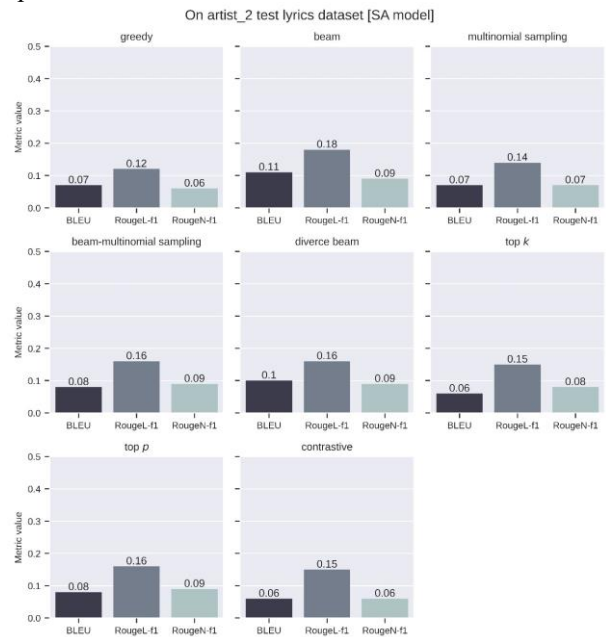 On artist_2 test lyrics dataset [SA model]
greedy beam multinomial sampling
0.5
0.4
0.3
0.2
0.1
0.0
Metric value
0.07 0.12 0.06
0.11 0.18 0.09
0.07 0.14 0.07
BLEU RougeL-f1 RougeN-f1 BLEU RougeL-f1 RougeN-f1 BLEU RougeL-f1 RougeN-f1
beam-multinomial sampling diverce beam top k
0.5
0.4
0.3
0.2
0.1
0.0
Metric value
0.08 0.16 0.09
0.1 0.16 0.09
0.06 0.15 0.08
BLEU RougeL-f1 RougeN-f1 BLEU RougeL-f1 RougeN-f1 BLEU RougeL-f1 RougeN-f1
top p contrastive
0.5
0.4
0.3
0.2
0.1
0.0
Metric value
0.08 0.16 0.09
0.06 0.15 0.06
BLEU RougeL-f1 RougeN-f1 BLEU RougeL-f1 RougeN-f1